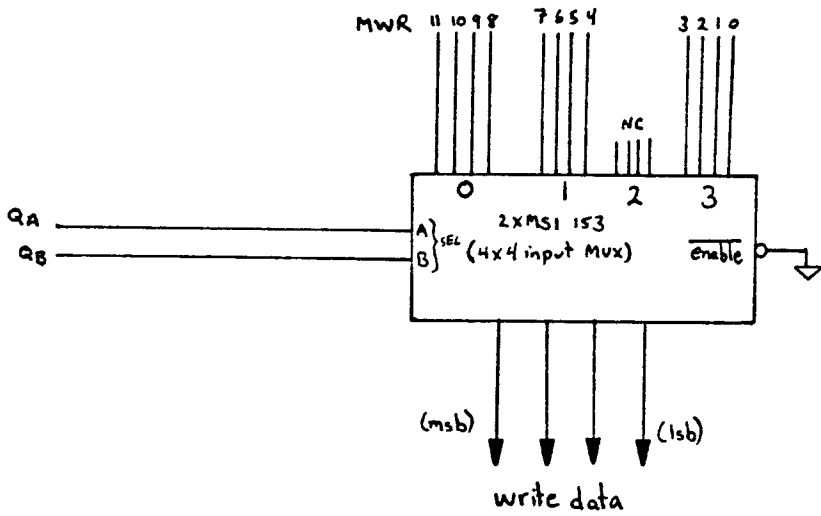 MWR 11 10 9 8 7 6 5 4 3 2 1 0
NC
0 1 2 3
QA A } SEL 2xMSI 153
QB B (4x4 input Mux) enable
(msb) (lsb)
write data